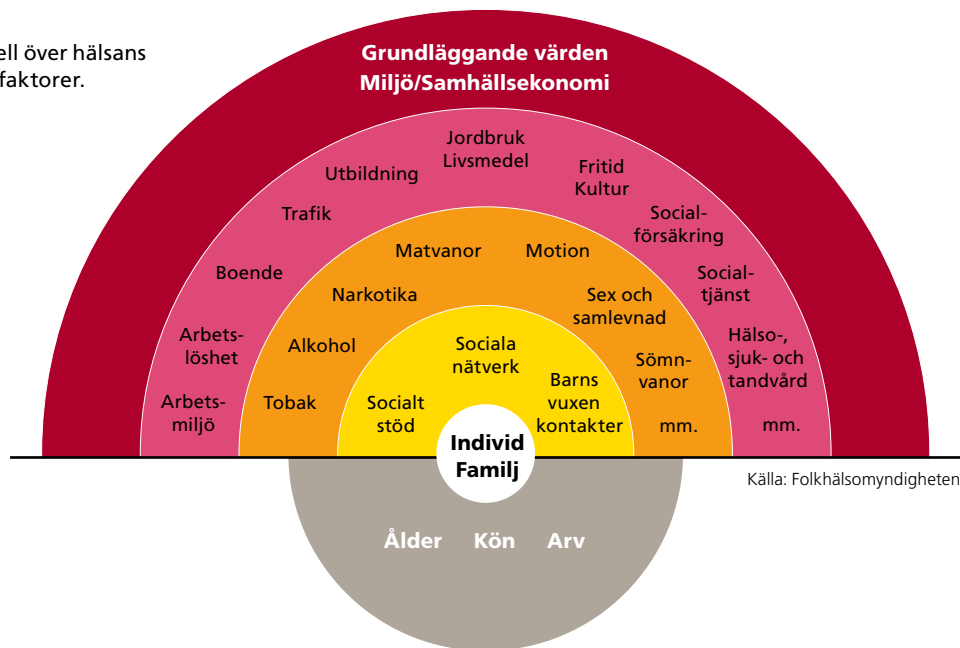 ell över hälsans
faktorer.
Grundläggande värden
Miljö/Samhällsekonomi
Arbets-
miljö
Arbets-
löshet
Boende
Trafik
Utbildning
Jordbruk
Livsmedel
Fritid
Kultur
Social-
försäkring
Social-
tjänst
Hälso-,
sjuk- och
tandvård
mm.
Tobak
Alkohol
Narkotika
Matvanor
Motion
Sex och
samlevnad
Sömn-
vanor
mm.
Socialt
stöd
Sociala
nätverk
Barns
vuxen
kontakter
Individ
Familj
Källa: Folkhälsomyndigheten
Ålder Kön Arv